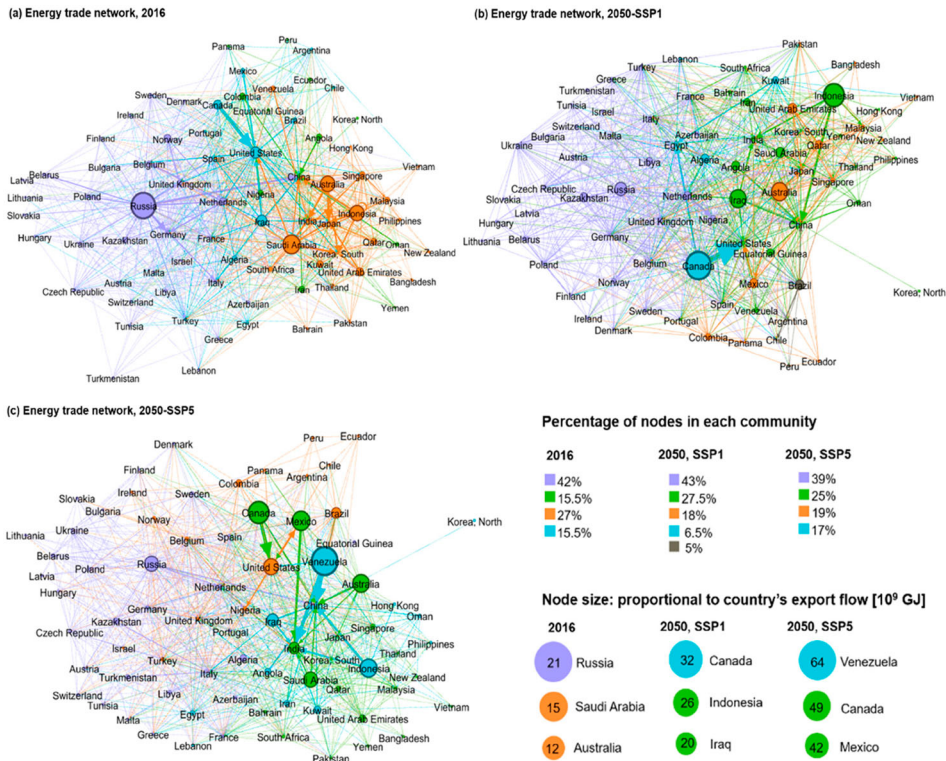 (a) Energy trade network, 2016
Peru
Panama
Argentina
Mexico
Ecuador
Venezuela
Chile
Sweden
Denmark
Canada
Colombia
Equatorial Guinea
Ireland
Brazil
Korea, North
Portugal
Angola
Finland
Norway
Hong Kong
United States
Spain
Belarus
Bulgaria
Belgium
Vietnam
Latvia
China
Singapore
United Kingdom
Australia
Lithuania
Poland
Nigeria
Malaysia
Netherlands
Russia
Indonesia
Slovakia
Iraq
India
Philippines
Japan
Germany
Hungary
Ukraine
Kazakhstan
France
Saudi Arabia
Qatar
Oman
Korea, South
New Zealand
Israel
Algeria
Kuwait
Malta
South Africa
United Arab Emirates
Austria
Libya
Italy
Thailand
Bangladesh
Czech Republic
Iran
Switzerland
Azerbaijan
Yemen
Tunisia
Turkey
Egypt
Bahrain
Pakistan
Greece
Lebanon
Turkmenistan
(b) Energy trade network, 2050-SSP1
Pakistan
Lebanon
Turkey
South Africa
Bangladesh
Greece
Kuwait
Turkmenistan
France
Bahrain
Indonesia
Vietnam
Tunisia
Iran
United Arab Emirates
Israel
Hong Kong
Italy
Switzerland
Azerbaijan
Korea, South
Malaysia
Ukraine
Bulgaria
Malta
India
Yemen
New Zealand
Egypt
Qatar
Saudi Arabia
Japan
Austria
Libya
Algeria
Philippines
Thailand
Angola
Singapore
Czech Republic
Russia
Kazakhstan
Netherlands
Australia
Slovakia
Iraq
Oman
Latvia
United Kingdom
Nigeria
China
Hungary
Germany
Lithuania
Belarus
United States
Equatorial Guinea
Belgium
Poland
Canada
Norway
Mexico
Brazil
Korea, North
Finland
Spain
Ireland
Sweden
Venezuela
Denmark
Portugal
Argentina
Colombia
Panama
Chile
Ecuador
Peru
(c) Energy trade network, 2050-SSP5
Ecuador
Denmark
Peru
Finland
Panama
Chile
Colombia
Argentina
Slovakia
Ireland
Sweden
Bulgaria
Canada
Mexico
Brazil
Ukraine
Norway
Korea, North
Lithuania
Spain
Equatorial Guinea
Belgium
Venezuela
Belarus
Poland
Russia
United States
Latvia
Australia
Hungary
Netherlands
Germany
Nigeria
China
Hong Kong
Kazakhstan
United Kingdom
Iraq
Oman
Czech Republic
Portugal
Singapore
Japan
Israel
India
Philippines
Turkey
Thailand
Korea, South
Austria
Italy
Algeria
Indonesia
Turkmenistan
Angola
Saudi Arabia
New Zealand
Switzerland
Libya
Azerbaijan
Iran
Qatar
Malaysia
Tunisia
Egypt
Kuwait
Vietnam
Malta
Bahrain
United Arab Emirates
Greece
France
South Africa
Yemen
Bangladesh
Lebanon
Pakistan
Percentage of nodes in each community
2016 2050, SSP1 2050, SSP5
42% 43% 39%
15.5% 27.5% 25%
27% 18% 19%
15.5% 6.5% 17%
5%
Node size: proportional to country's export flow [10⁹ GJ]
2016 2050, SSP1 2050, SSP5
21 Russia 32 Canada 64 Venezuela
15 Saudi Arabia 26 Indonesia 49 Canada
12 Australia 20 Iraq 42 Mexico